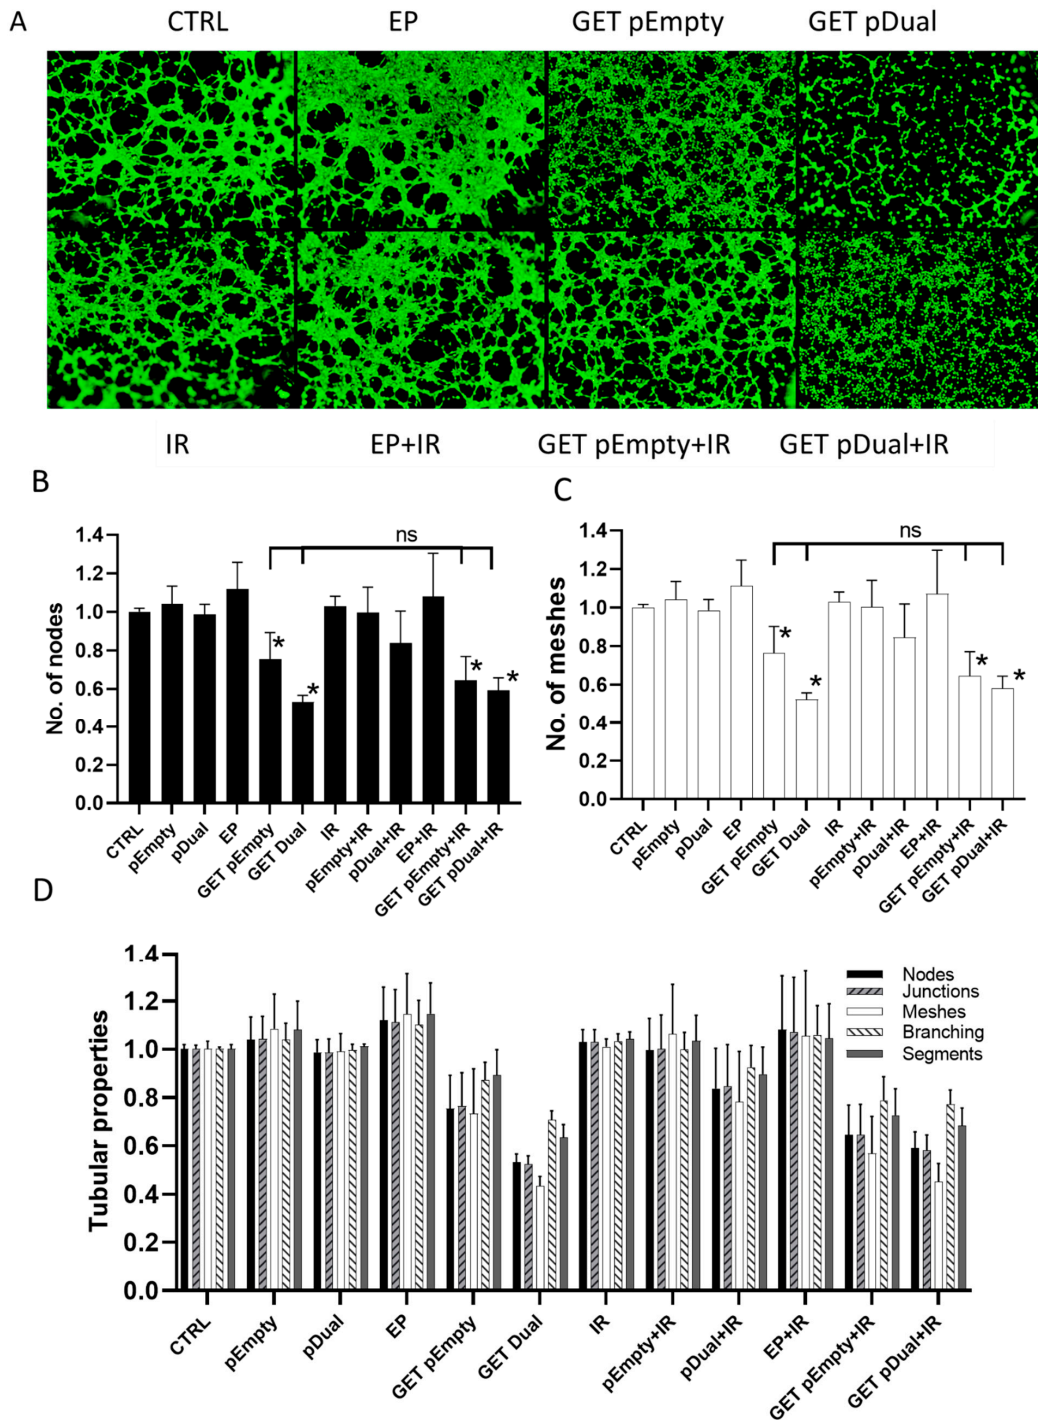 A
CTRL EP GET pEmpty GET pDual
IR EP+IR GET pEmpty+IR GET pDual+IR
B
No. of nodes
1.4
1.2
1.0
0.8
0.6
0.4
0.2
0.0
ns
*
*
*
*
CTRL
pEmpty
pDual
EP
GET pEmpty
GET Dual
IR
pEmpty+IR
pDual+IR
EP+IR
GET pEmpty+IR
GET pDual+IR
C
No. of meshes
1.4
1.2
1.0
0.8
0.6
0.4
0.2
0.0
ns
*
*
*
*
CTRL
pEmpty
pDual
EP
GET pEmpty
GET Dual
IR
pEmpty+IR
pDual+IR
EP+IR
GET pEmpty+IR
GET pDual+IR
D
Tubular properties
1.4
1.2
1.0
0.8
0.6
0.4
0.2
0.0
Nodes
Junctions
Meshes
Branching
Segments
CTRL
pEmpty
pDual
EP
GET pEmpty
GET Dual
IR
pEmpty+IR
pDual+IR
EP+IR
GET pEmpty+IR
GET pDual+IR